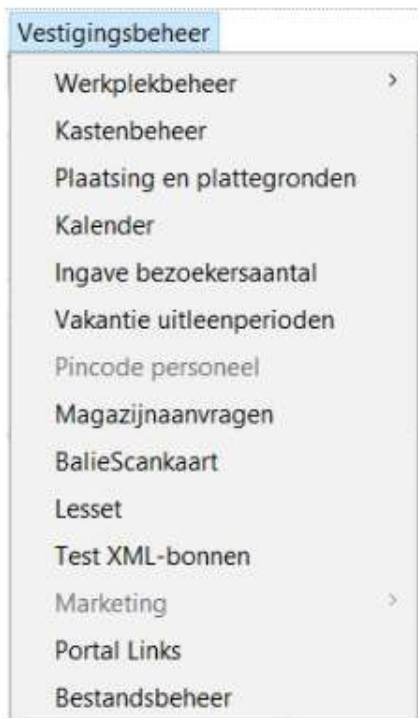 Vestigingsbeheer
Werkplekbeheer
Kastenbeheer
Plaatsing en plattegronden
Kalender
Ingave bezoekersaantal
Vakantie uitleenperioden
Pincode personeel
Magazijnaanvragen
BalieScankaart
Lesset
Test XML-bonnen
Marketing
Portal Links
Bestandsbeheer